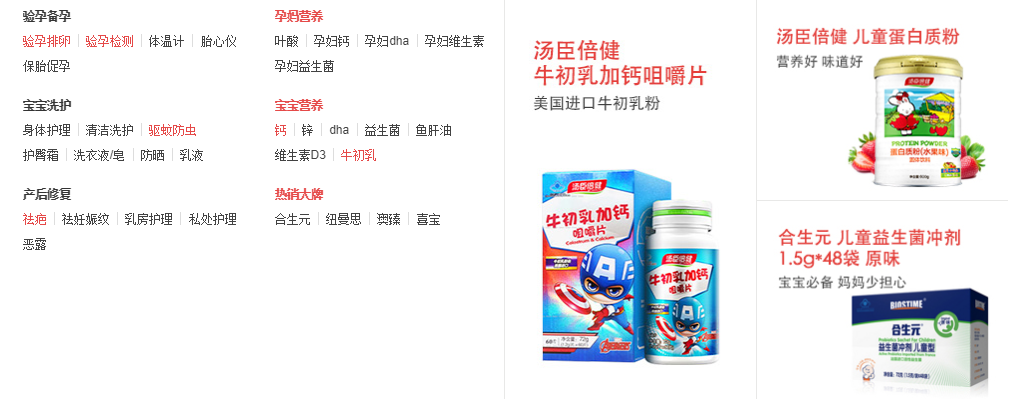 验孕备孕
验孕排卵 验孕检测 体温计 胎心仪
保胎促孕
宝宝洗护
身体护理 清洁洗护 驱蚊防虫
护臀霜 洗衣液/皂 防晒 乳液
产后修复
祛疤 祛妊娠纹 乳房护理 私处护理
恶露
孕妈营养
叶酸 孕妇钙 孕妇dha 孕妇维生素
孕妇益生菌
宝宝营养
钙 锌 dha 益生菌 鱼肝油
维生素D3 牛初乳
热销大牌
合生元 纽曼思 爱臻 喜宝
汤臣倍健
牛初乳加钙咀嚼片
美国进口牛初乳粉
汤臣倍健
牛初乳加钙
咀嚼片
Colostrum & Calcium
汤臣倍健
牛初乳加钙
咀嚼片
汤臣倍健 儿童蛋白质粉
营养好 味道好
汤臣倍健
PROTEIN POWDER
蛋白质粉(水果味)
合生元 儿童益生菌冲剂
1.5g*48袋 原味
宝宝必备 妈妈少担心
BIOSTIME
合生元
益生菌冲剂 儿童型